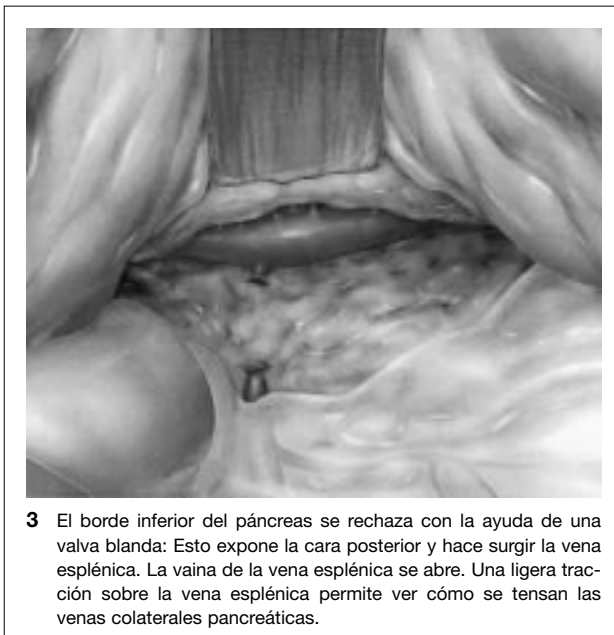 3 El borde inferior del páncreas se rechaza con la ayuda de una
valva blanda: Esto expone la cara posterior y hace surgir la vena
esplénica. La vaina de la vena esplénica se abre. Una ligera trac-
ción sobre la vena esplénica permite ver cómo se tensan las
venas colaterales pancreáticas.